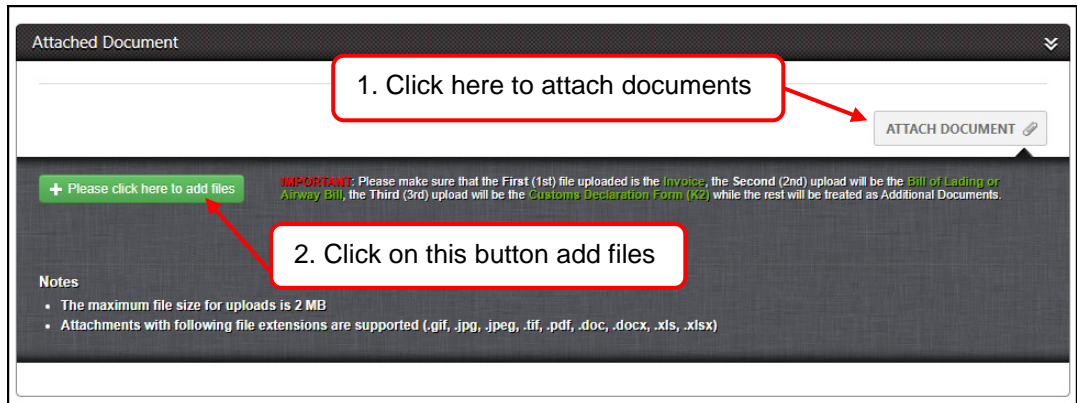 Attached Document
1. Click here to attach documents
ATTACH DOCUMENT
+ Please click here to add files
IMPORTANT: Please make sure that the First (1st) file uploaded is the Invoice, the Second (2nd) upload will be the Bill of Lading or
Airway Bill, the Third (3rd) upload will be the Customs Declaration Form (K2) while the rest will be treated as Additional Documents.
2. Click on this button add files
Notes
• The maximum file size for uploads is 2 MB
• Attachments with following file extensions are supported (.gif, .jpg, .jpeg, .tif, .pdf, .doc, .docx, .xls, .xlsx)